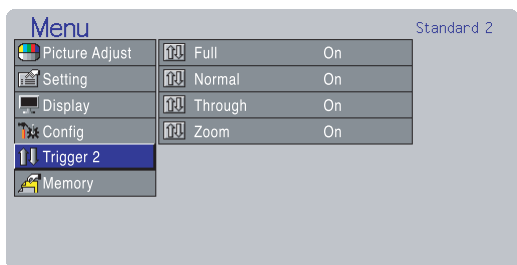 Menu
Standard 2
Picture Adjust
Full On
Setting
Normal On
Display
Through On
Config
Zoom On
Trigger 2
Memory